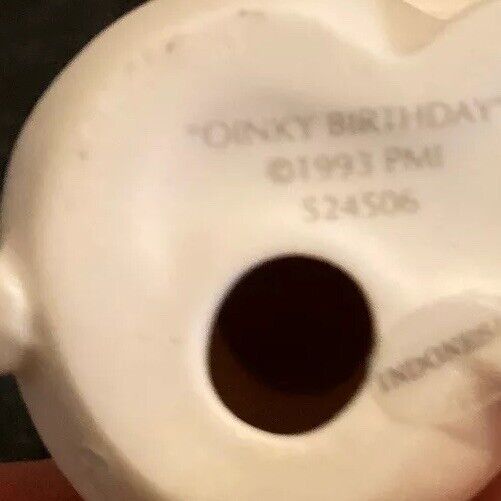 "OINKY BIRTHDAY"
©1993 PMI
524506
INDONESIA